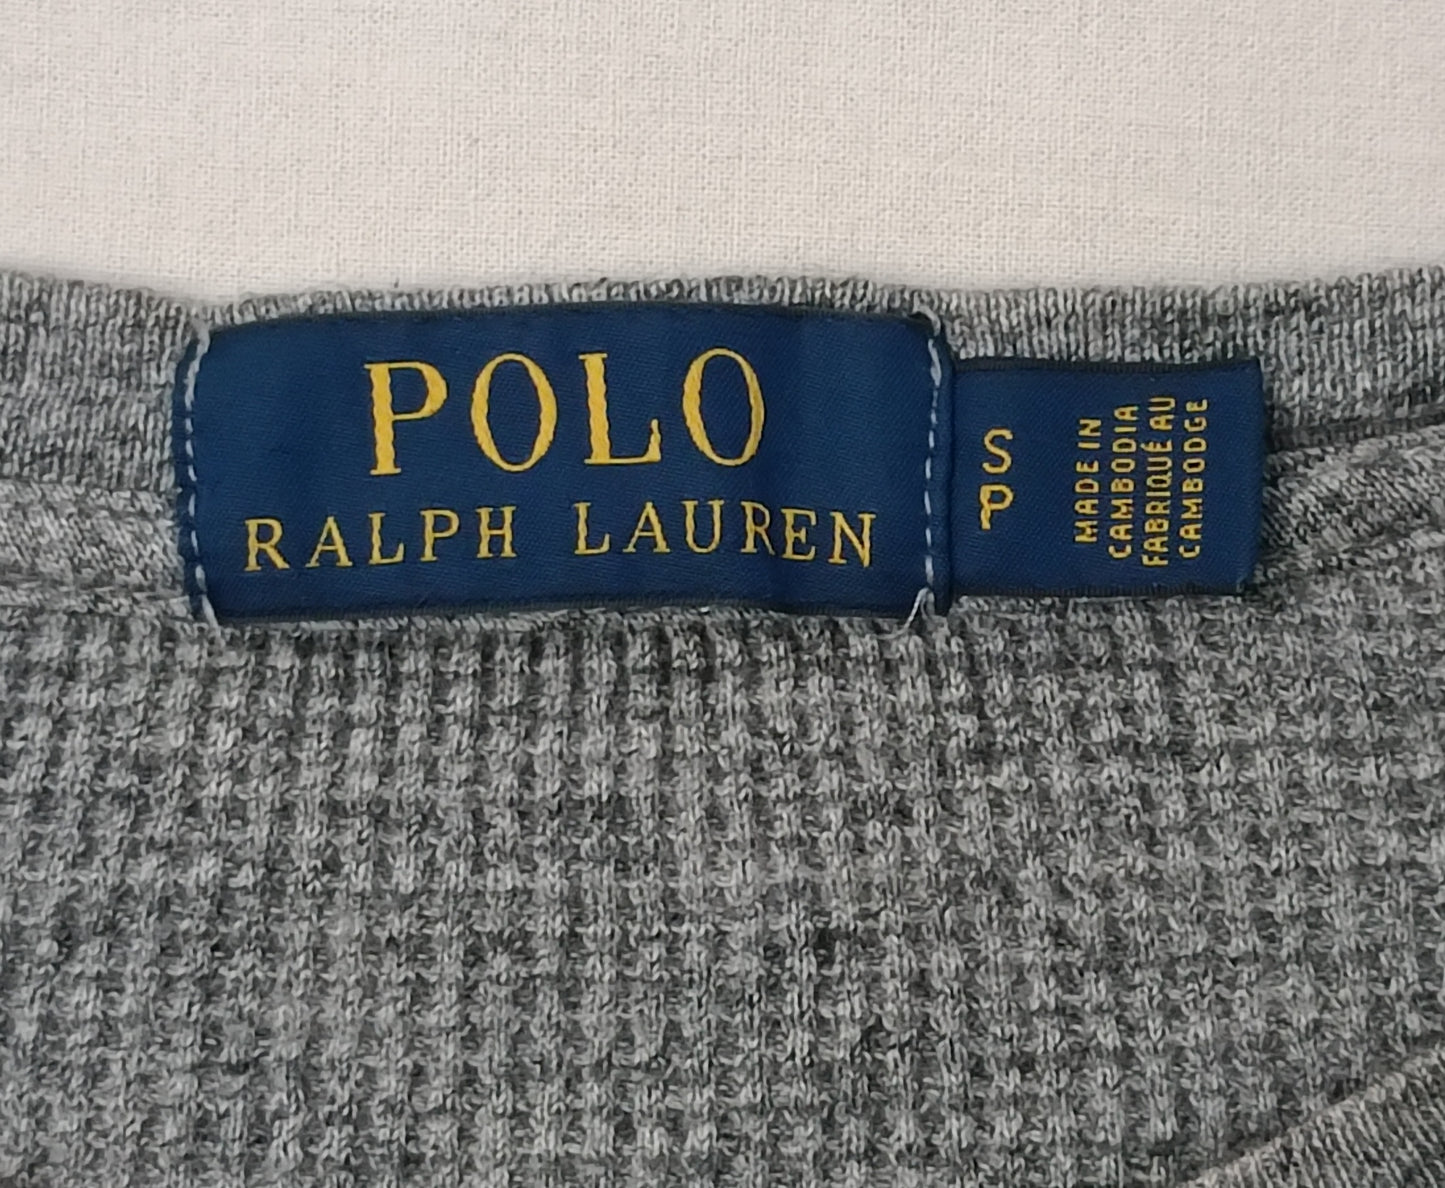 POLO
RALPH LAUREN
S
P
MADE IN
CAMBODIA
FABRIQUÉ AU
CAMBODGE